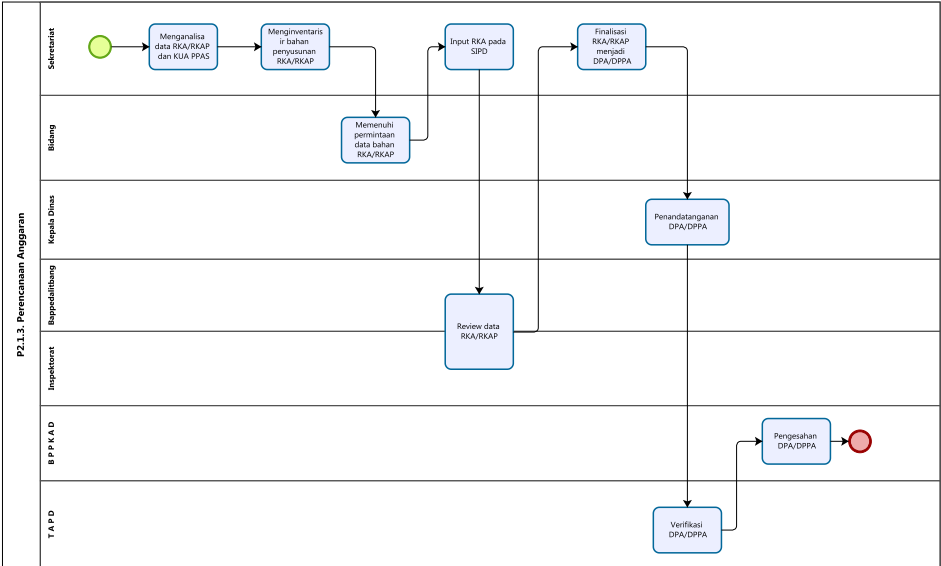 P2.1.3. Perencanaan Anggaran
Sekretariat
Menganalisa
data RKA/RKAP
dan KUA PPAS
Menginventaris
ir bahan
penyusunan
RKA/RKAP
Input RKA pada
SIPD
Finalisasi
RKA/RKAP
menjadi
DPA/DPPA
Bidang
Memenuhi
permintaan
data bahan
RKA/RKAP
Kepala Dinas
Penandatanganan
DPA/DPPA
Bappedalitbang
Review data
RKA/RKAP
Inspektorat
B P P K A D
Pengesahan
DPA/DPPA
T A P D
Verifikasi
DPA/DPPA